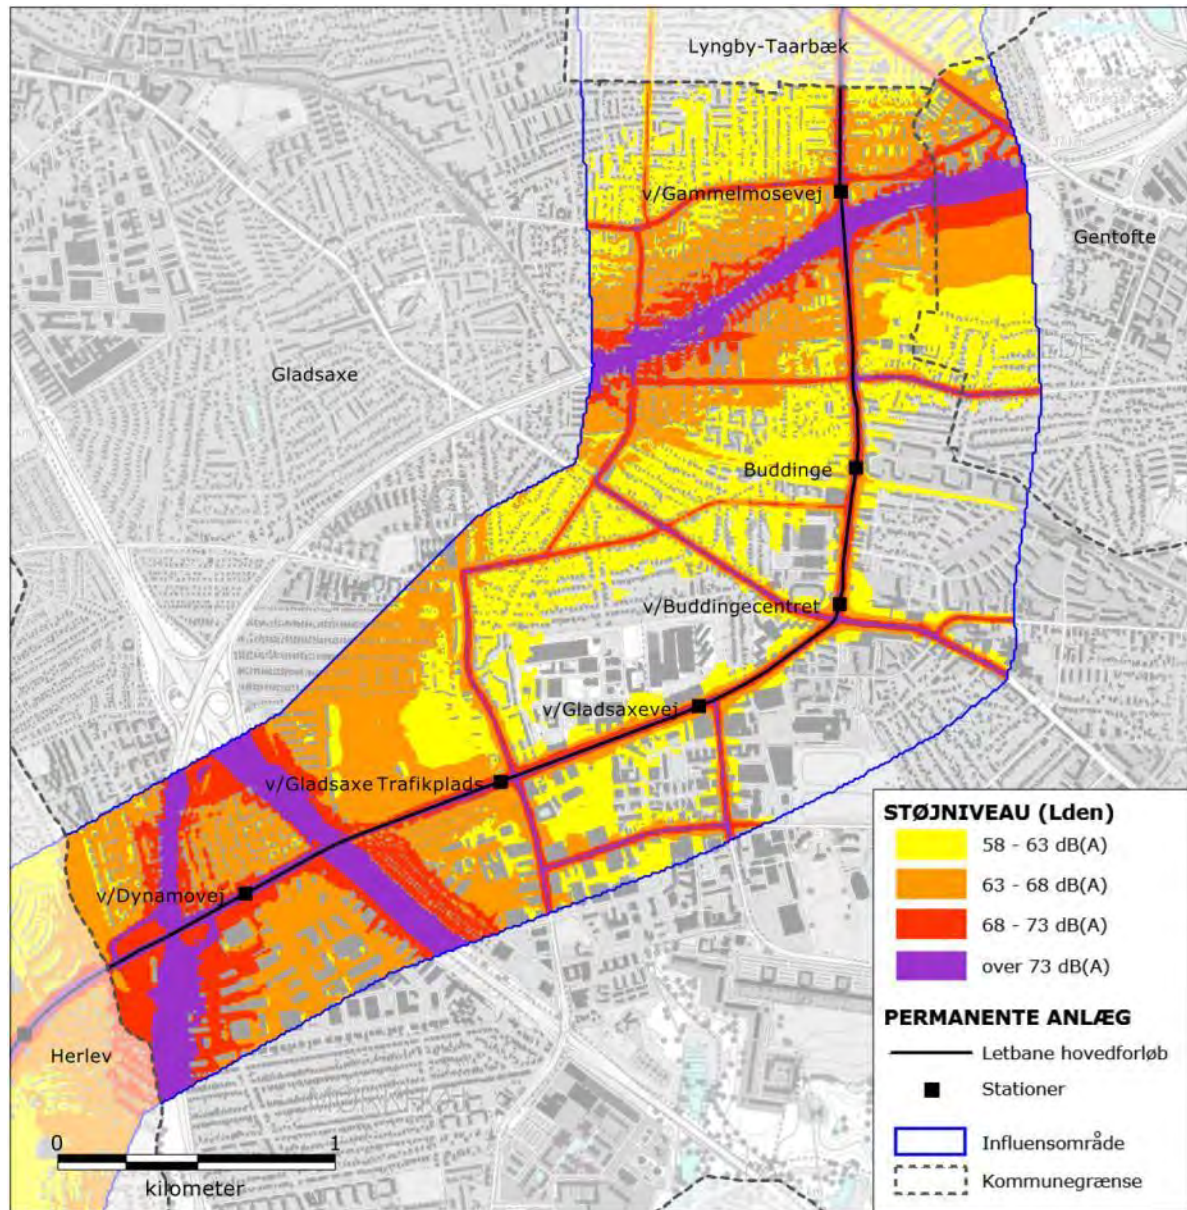 Lyngby-Taarbæk
v/Gammelmosevej
Gentofte
Gladsaxe
Buddinge
v/Buddingecentret
v/Gladsaxevej
v/Gladsaxe Trafikplads
v/Dynamovej
Herlev
0 1
kilometer
STØJNIVEAU (Lden)
58 - 63 dB(A)
63 - 68 dB(A)
68 - 73 dB(A)
over 73 dB(A)
PERMANENTE ANLÆG
Letbane hovedforløb
Stationer
Influensområde
Kommunegrænse